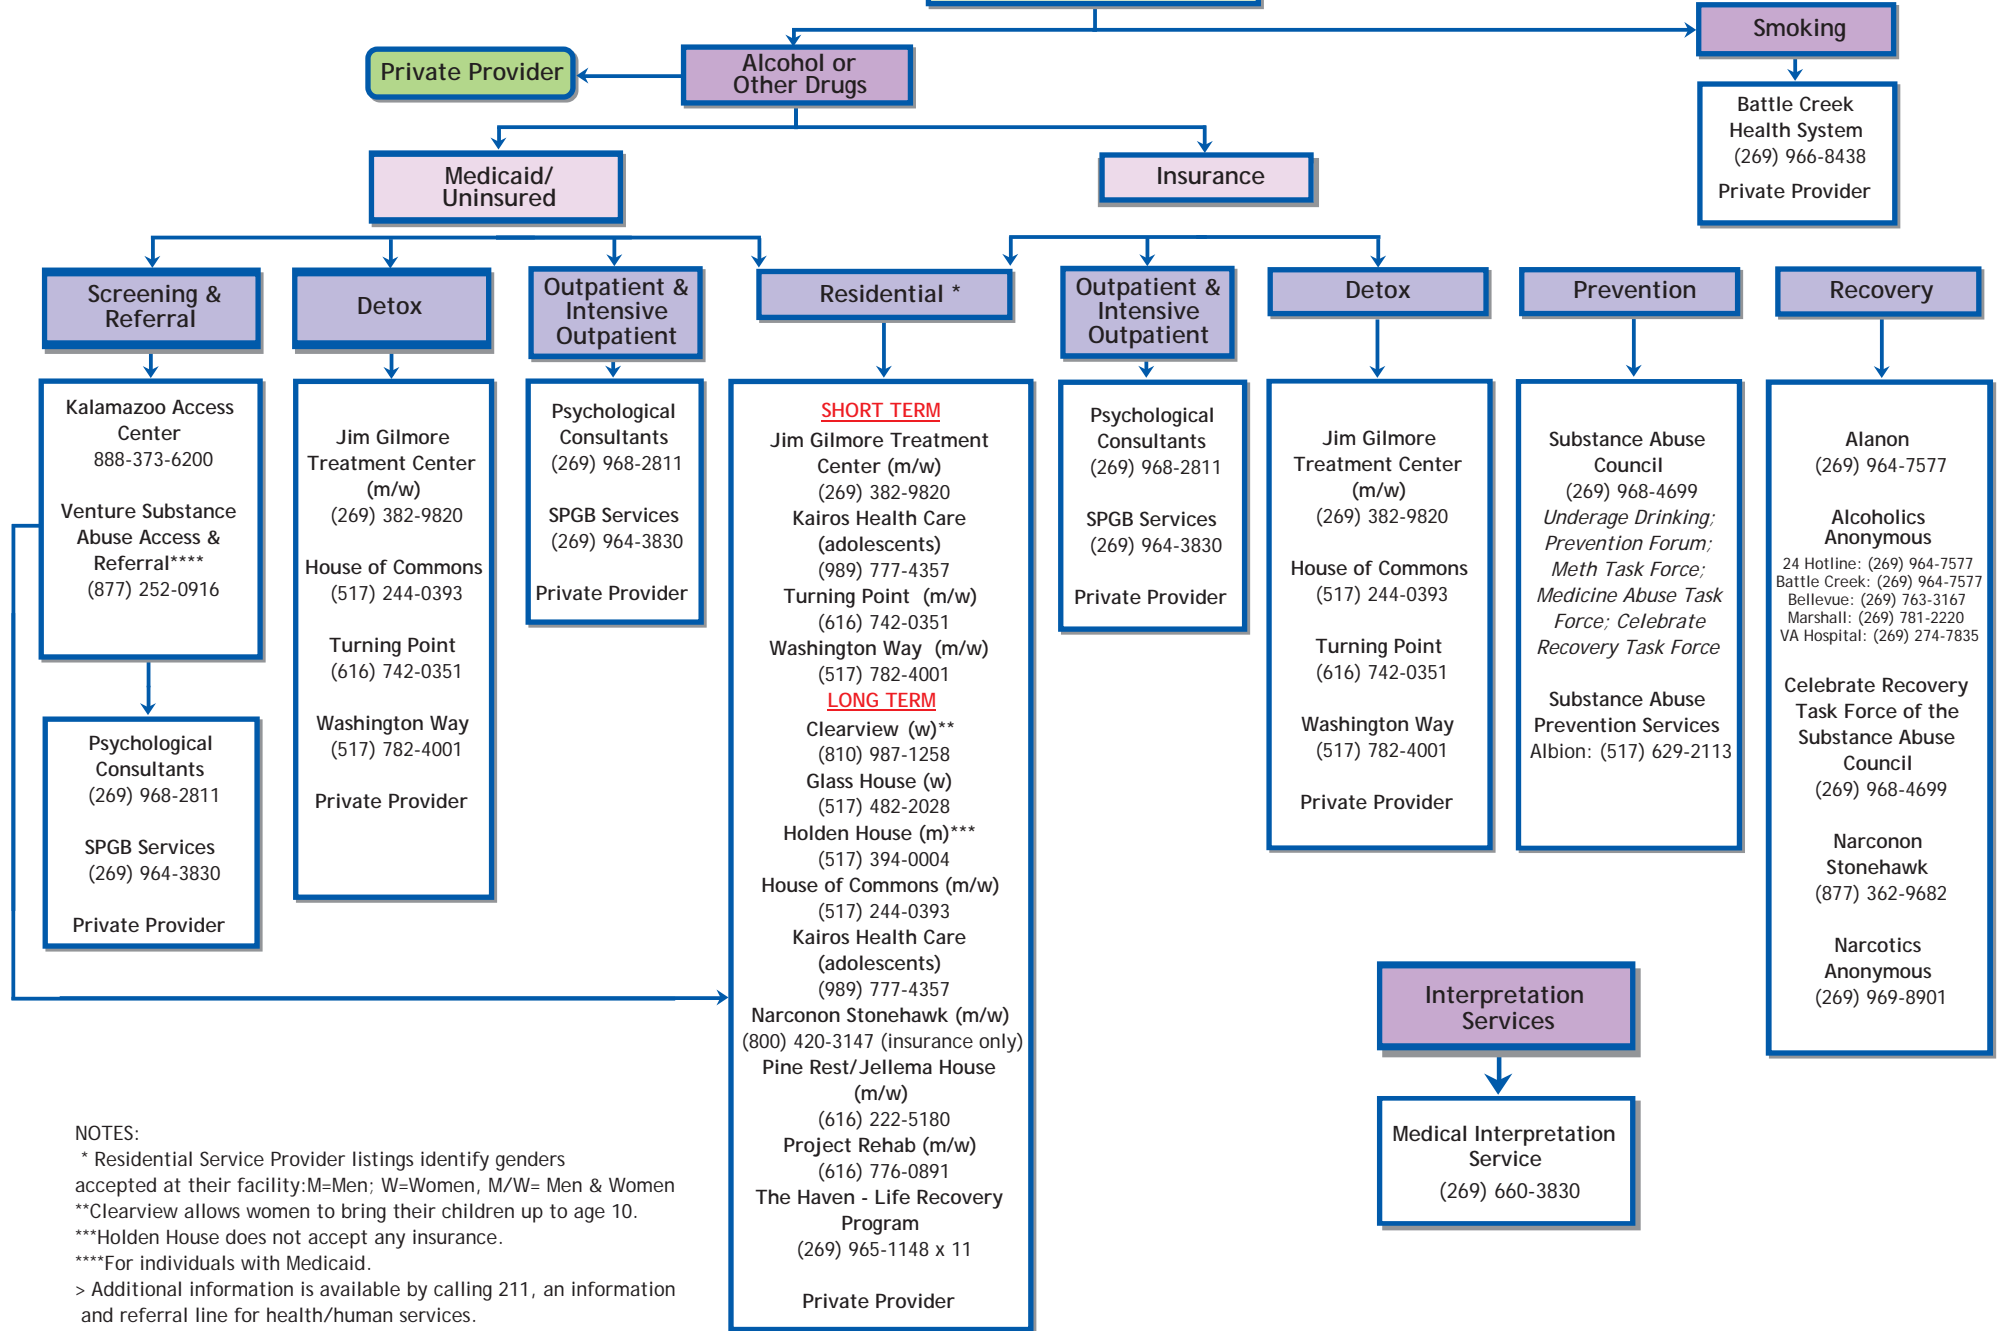 Smoking
Private Provider
Alcohol or
Other Drugs
Battle Creek
Health System
(269) 966-8438
Private Provider
Medicaid/
Uninsured
Insurance
Screening &
Referral
Detox
Outpatient &
Intensive
Outpatient
Residential *
Outpatient &
Intensive
Outpatient
Detox
Prevention
Recovery
Kalamazoo Access
Center
888-373-6200
Venture Substance
Abuse Access &
Referral****
(877) 252-0916
Psychological
Consultants
(269) 968-2811
SPGB Services
(269) 964-3830
Private Provider
Jim Gilmore
Treatment Center
(m/w)
(269) 382-9820
House of Commons
(517) 244-0393
Turning Point
(616) 742-0351
Washington Way
(517) 782-4001
Private Provider
Psychological
Consultants
(269) 968-2811
SPGB Services
(269) 964-3830
Private Provider
SHORT TERM
Jim Gilmore Treatment
Center (m/w)
(269) 382-9820
Kairos Health Care
(adolescents)
(989) 777-4357
Turning Point (m/w)
(616) 742-0351
Washington Way (m/w)
(517) 782-4001
LONG TERM
Clearview (w)**
(810) 987-1258
Glass House (w)
(517) 482-2028
Holden House (m)***
(517) 394-0004
House of Commons (m/w)
(517) 244-0393
Kairos Health Care
(adolescents)
(989) 777-4357
Narconon Stonehawk (m/w)
(800) 420-3147 (insurance only)
Pine Rest/Jellema House
(m/w)
(616) 222-5180
Project Rehab (m/w)
(616) 776-0891
The Haven - Life Recovery
Program
(269) 965-1148 x 11
Private Provider
Psychological
Consultants
(269) 968-2811
SPGB Services
(269) 964-3830
Private Provider
Jim Gilmore
Treatment Center
(m/w)
(269) 382-9820
House of Commons
(517) 244-0393
Turning Point
(616) 742-0351
Washington Way
(517) 782-4001
Private Provider
Substance Abuse
Council
(269) 968-4699
Underage Drinking;
Prevention Forum;
Meth Task Force;
Medicine Abuse Task
Force; Celebrate
Recovery Task Force
Substance Abuse
Prevention Services
Albion: (517) 629-2113
Alanon
(269) 964-7577
Alcoholics
Anonymous
24 Hotline: (269) 964-7577
Battle Creek: (269) 964-7577
Bellevue: (269) 763-3167
Marshall: (269) 781-2220
VA Hospital: (269) 274-7835
Celebrate Recovery
Task Force of the
Substance Abuse
Council
(269) 968-4699
Narconon
Stonehawk
(877) 362-9682
Narcotics
Anonymous
(269) 969-8901
Interpretation
Services
Medical Interpretation
Service
(269) 660-3830
NOTES:
* Residential Service Provider listings identify genders
accepted at their facility:M=Men; W=Women, M/W= Men & Women
**Clearview allows women to bring their children up to age 10.
***Holden House does not accept any insurance.
****For individuals with Medicaid.
> Additional information is available by calling 211, an information
and referral line for health/human services.